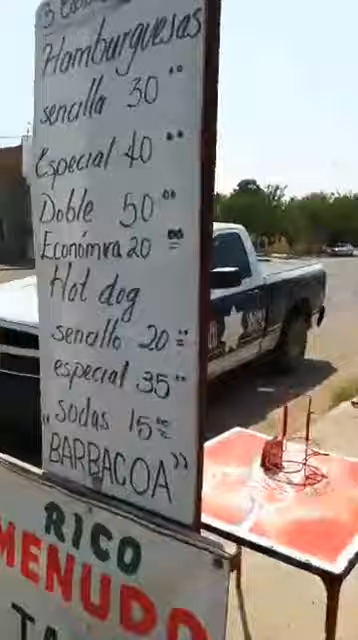 Hamburguesas
sencilla 30 °°
Especial 40 °°
Doble 50 °°
Económica 20 °°
Hot dog
sencillo 20 °°
especial 35 °°
"Sodas 15 °°
BARBACOA"
RICO
MENUDO